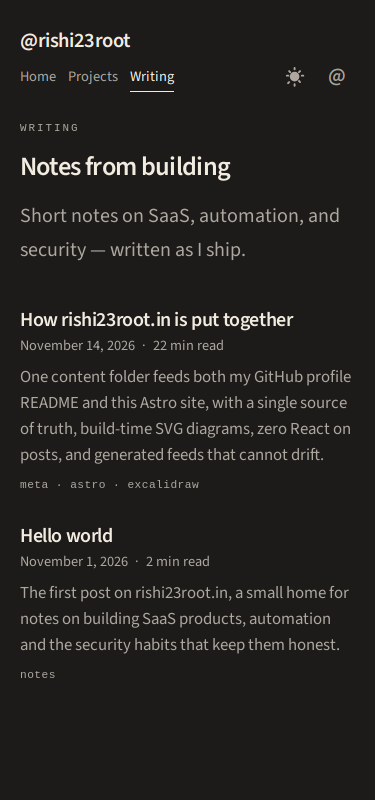 @rishi23root
Home Projects Writing @
WRITING
Notes from building
Short notes on SaaS, automation, and
security — written as I ship.
How rishi23root.in is put together
November 14, 2026 · 22 min read
One content folder feeds both my GitHub profile
README and this Astro site, with a single source
of truth, build-time SVG diagrams, zero React on
posts, and generated feeds that cannot drift.
meta · astro · excalidraw
Hello world
November 1, 2026 · 2 min read
The first post on rishi23root.in, a small home for
notes on building SaaS products, automation
and the security habits that keep them honest.
notes